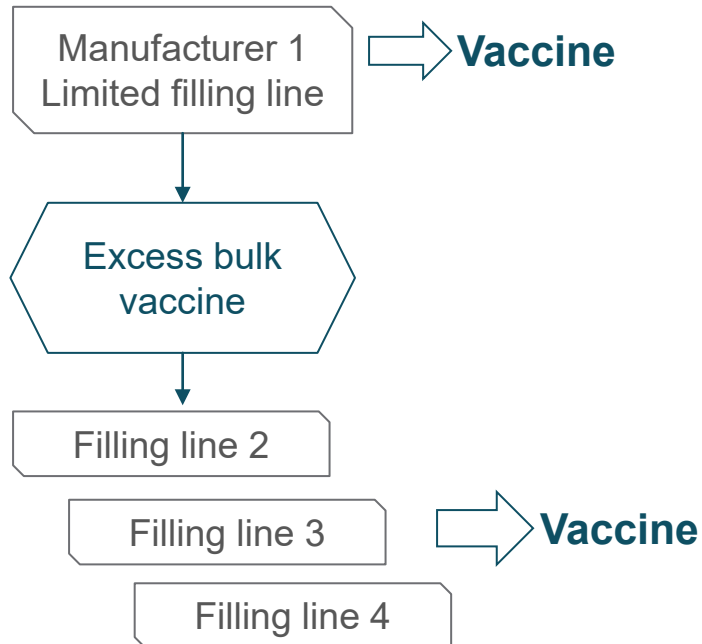 Manufacturer 1
Limited filling line
Vaccine
Excess bulk
vaccine
Filling line 2
Filling line 3
Vaccine
Filling line 4